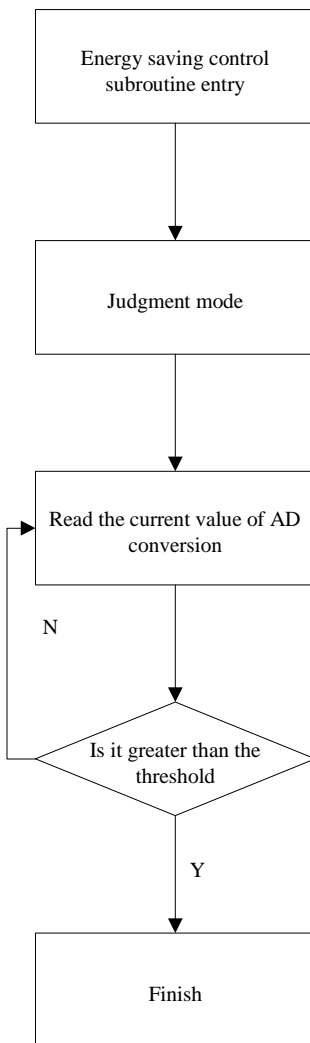 Energy saving control
subroutine entry
Judgment mode
Read the current value of AD
conversion
N
Is it greater than the
threshold
Y
Finish